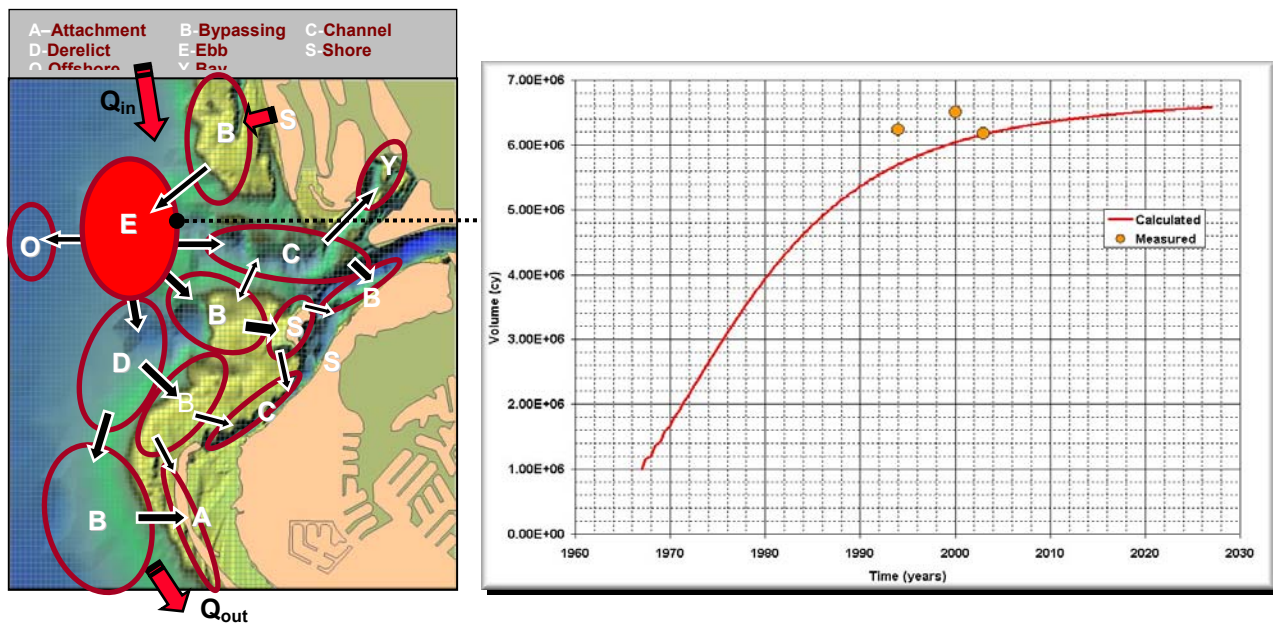 A–Attachment B-Bypassing C-Channel
D-Derelict E-Ebb S-Shore
O Offshore Y Bay
Qin
B
S
Y
E
O
C
B
B
S
S
D
B
C
B
A
Qout
7.00E+06
6.00E+06
5.00E+06
4.00E+06
3.00E+06
2.00E+06
1.00E+06
0.00E+00
Volume (cy)
Calculated
Measured
1960 1970 1980 1990 2000 2010 2020 2030
Time (years)